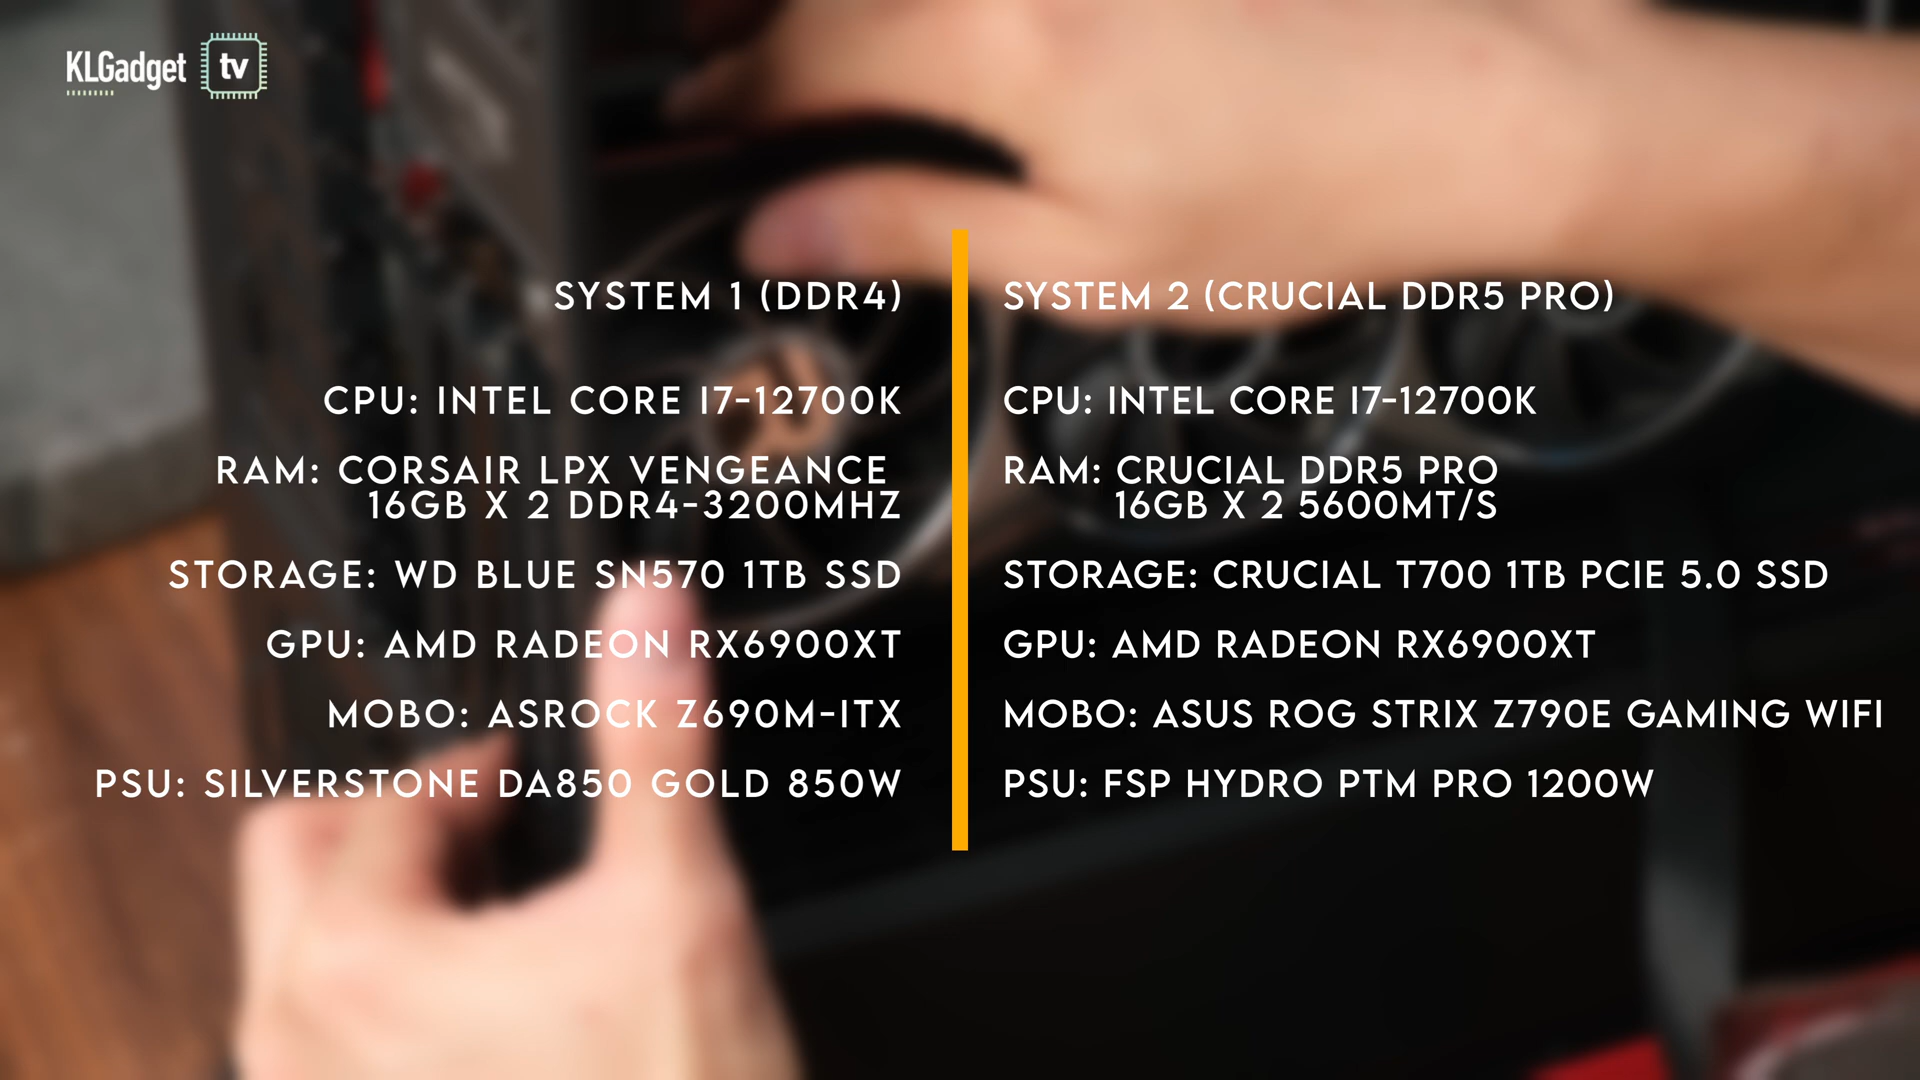 KLGadget tv
SYSTEM 1 (DDR4)
CPU: INTEL CORE I7-12700K
RAM: CORSAIR LPX VENGEANCE
16GB X 2 DDR4-3200MHZ
STORAGE: WD BLUE SN570 1TB SSD
GPU: AMD RADEON RX6900XT
MOBO: ASROCK Z690M-ITX
PSU: SILVERSTONE DA850 GOLD 850W
SYSTEM 2 (CRUCIAL DDR5 PRO)
CPU: INTEL CORE I7-12700K
RAM: CRUCIAL DDR5 PRO
16GB X 2 5600MT/S
STORAGE: CRUCIAL T700 1TB PCIE 5.0 SSD
GPU: AMD RADEON RX6900XT
MOBO: ASUS ROG STRIX Z790E GAMING WIFI
PSU: FSP HYDRO PTM PRO 1200W